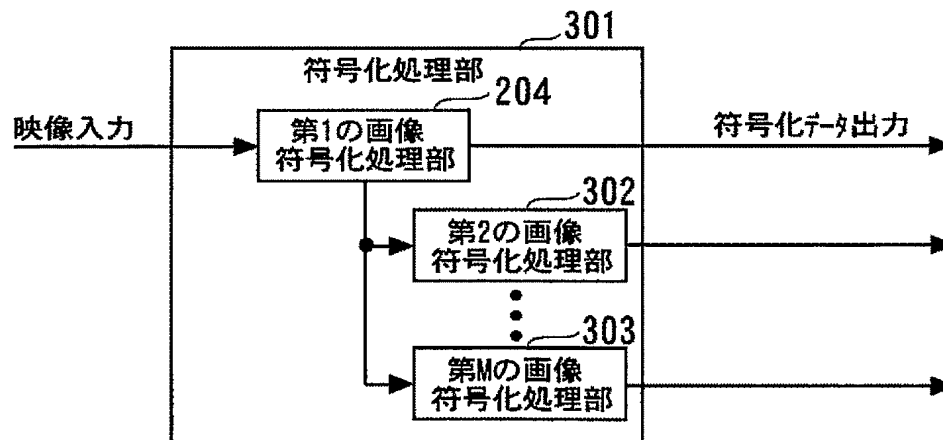 301
符号化処理部
204
映像入力
第1の画像
符号化処理部
符号化データ出力
302
第2の画像
符号化処理部
303
第Mの画像
符号化処理部